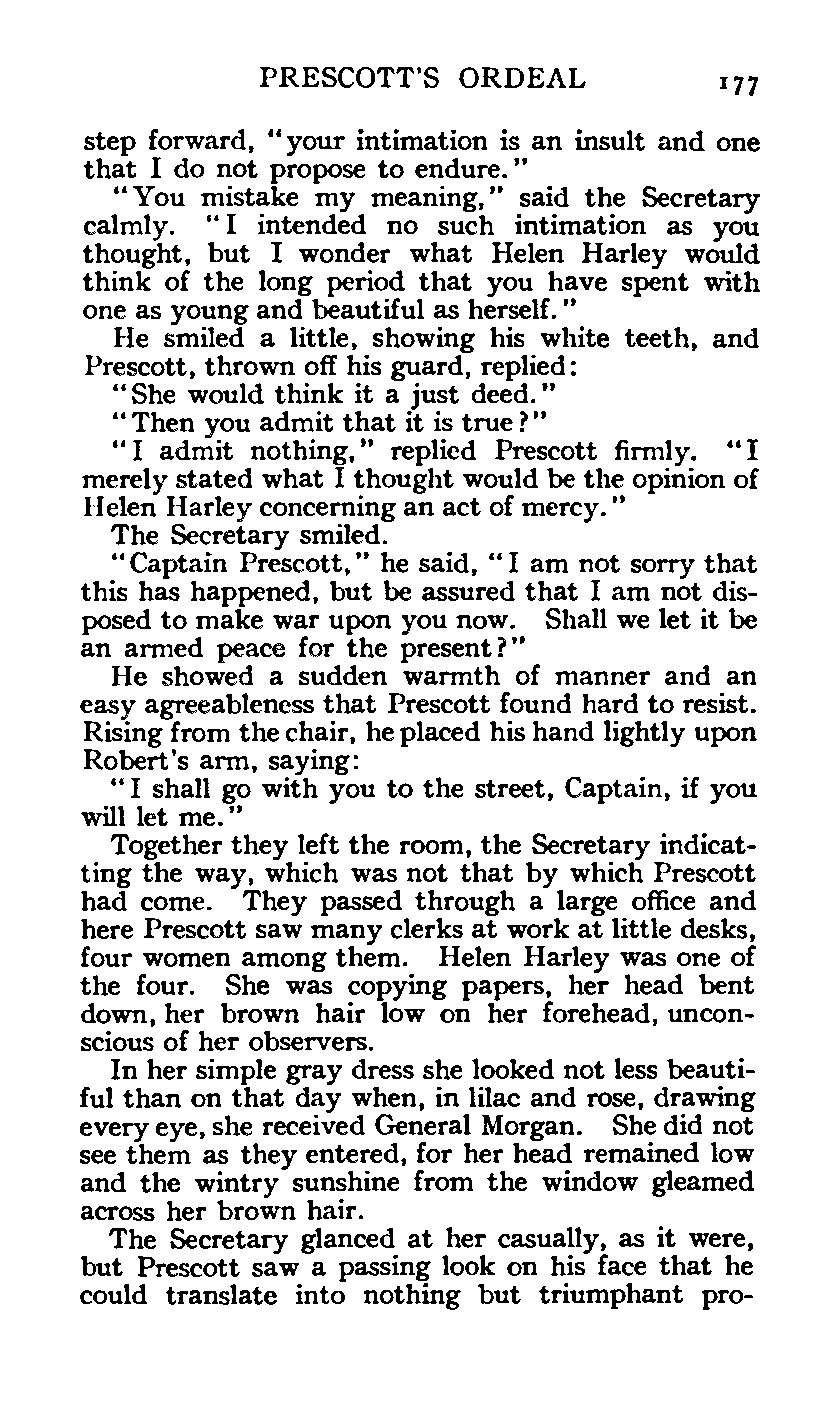 PRESCOTT'S ORDEAL 177
step forward, "your intimation is an insult and one
that I do not propose to endure."
"You mistake my meaning," said the Secretary
calmly. "I intended no such intimation as you
thought, but I wonder what Helen Harley would
think of the long period that you have spent with
one as young and beautiful as herself."
He smiled a little, showing his white teeth, and
Prescott, thrown off his guard, replied:
"She would think it a just deed."
"Then you admit that it is true?"
"I admit nothing," replied Prescott firmly. "I
merely stated what I thought would be the opinion of
Helen Harley concerning an act of mercy."
The Secretary smiled.
"Captain Prescott," he said, "I am not sorry that
this has happened, but be assured that I am not dis-
posed to make war upon you now. Shall we let it be
an armed peace for the present?"
He showed a sudden warmth of manner and an
easy agreeableness that Prescott found hard to resist.
Rising from the chair, he placed his hand lightly upon
Robert's arm, saying:
"I shall go with you to the street, Captain, if you
will let me."
Together they left the room, the Secretary indicat-
ting the way, which was not that by which Prescott
had come. They passed through a large office and
here Prescott saw many clerks at work at little desks,
four women among them. Helen Harley was one of
the four. She was copying papers, her head bent
down, her brown hair low on her forehead, uncon-
scious of her observers.
In her simple gray dress she looked not less beauti-
ful than on that day when, in lilac and rose, drawing
every eye, she received General Morgan. She did not
see them as they entered, for her head remained low
and the wintry sunshine from the window gleamed
across her brown hair.
The Secretary glanced at her casually, as it were,
but Prescott saw a passing look on his face that he
could translate into nothing but triumphant pro-